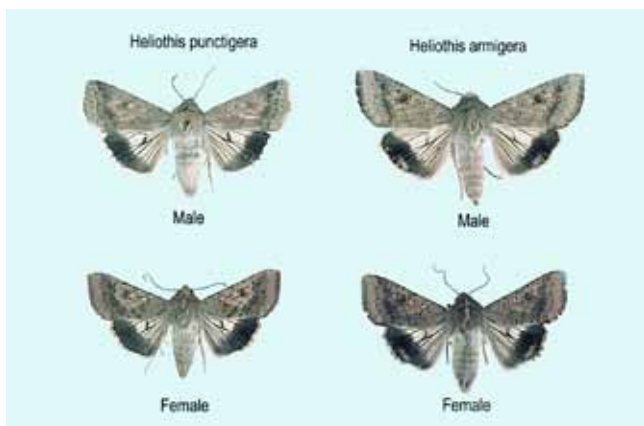 Heliothis punctigera
Heliothis armigera
Male
Male
Female
Female